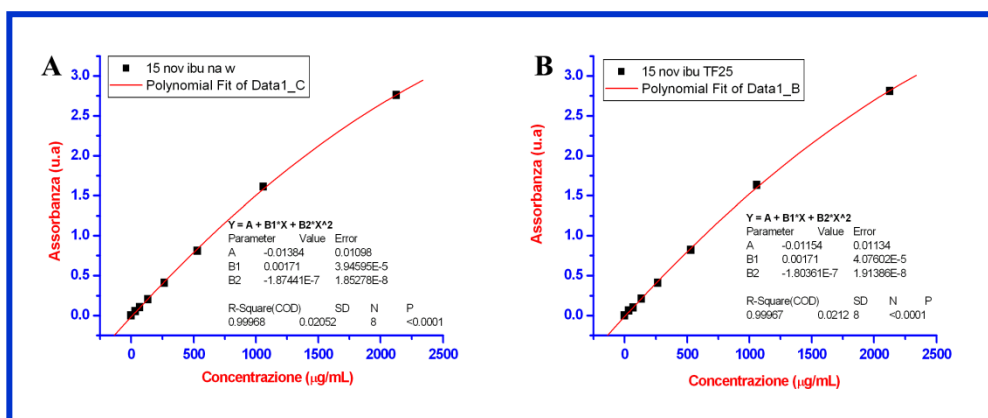 A
15 nov ibu na w
Polynomial Fit of Data1_C
3.0
2.5
2.0
1.5
1.0
0.5
0.0
Assorbanza (u.a)
Y = A + B1*X + B2*X^2
Parameter Value Error
A -0.01384 0.01098
B1 0.00171 3.94595E-5
B2 -1.87441E-7 1.85278E-8
R-Square(COD) SD N P
0.99968 0.02052 8 <0.0001
0 500 1000 1500 2000 2500
Concentrazione (µg/mL)
B
15 nov ibu TF25
Polynomial Fit of Data1_B
3.0
2.5
2.0
1.5
1.0
0.5
0.0
Assorbanza (u.a)
Y = A + B1*X + B2*X^2
Parameter Value Error
A -0.01154 0.01134
B1 0.00171 4.07602E-5
B2 -1.80361E-7 1.91386E-8
R-Square(COD) SD N P
0.99967 0.0212 8 <0.0001
0 500 1000 1500 2000 2500
Concentrazione (µg/mL)